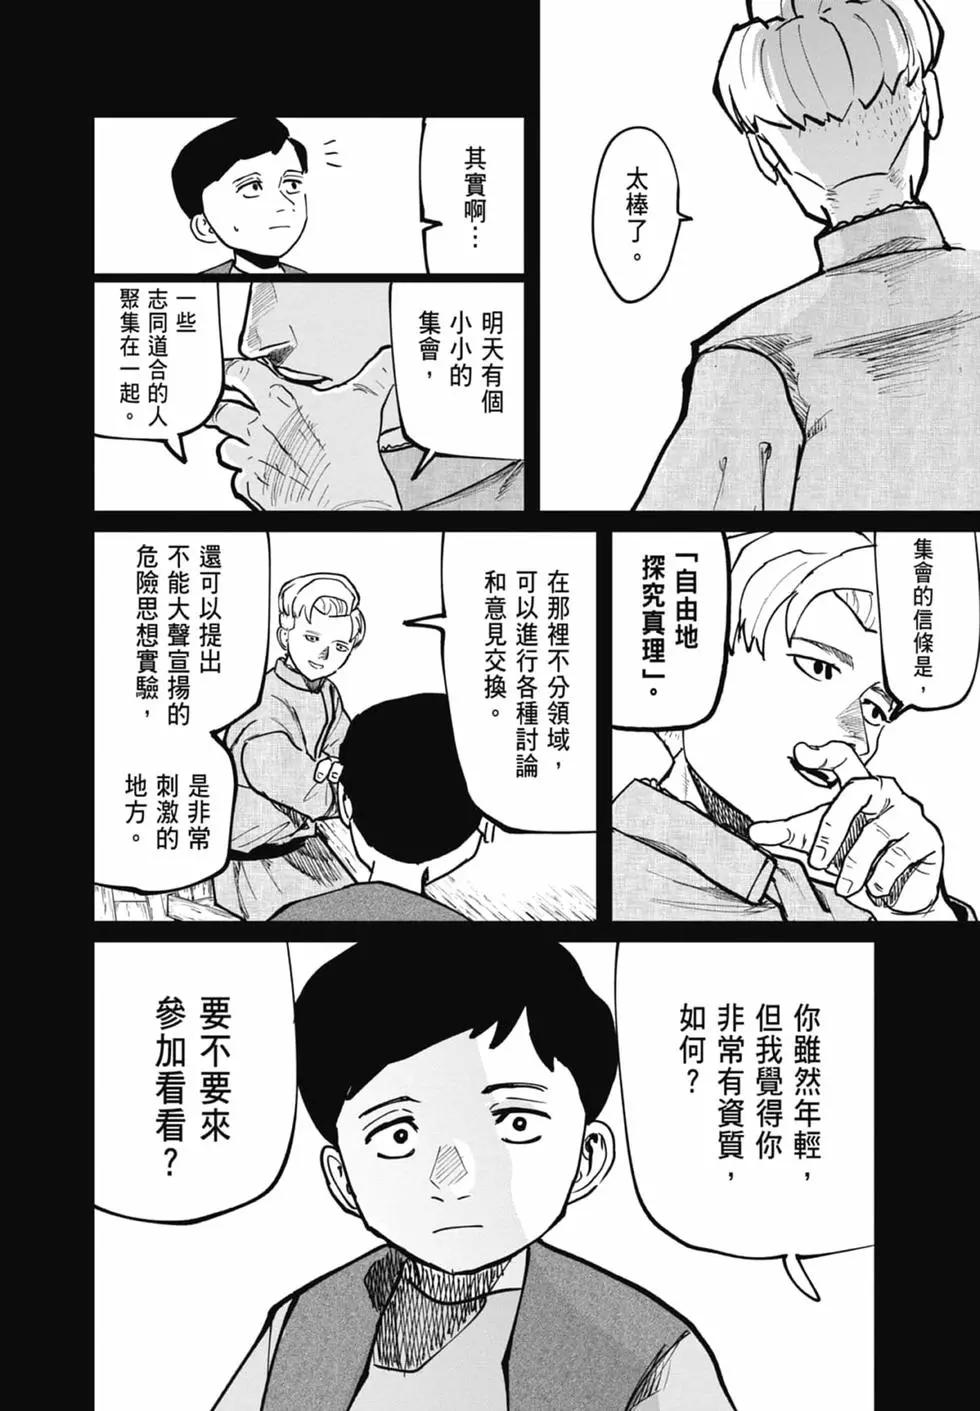 太棒了。
其實啊…
明天有個
小小的
集會，
一些
志同道合的人
聚集在一起。
集會的信條是，
「自由地
探究真理」。
在那裡不分領域，
可以進行各種討論
和意見交換。
還可以提出
不能大聲宣揚的
危險思想實驗，
是非常
刺激的
地方。
你雖然年輕，
但我覺得你
非常有資質，
如何？
要不要來
參加看看？